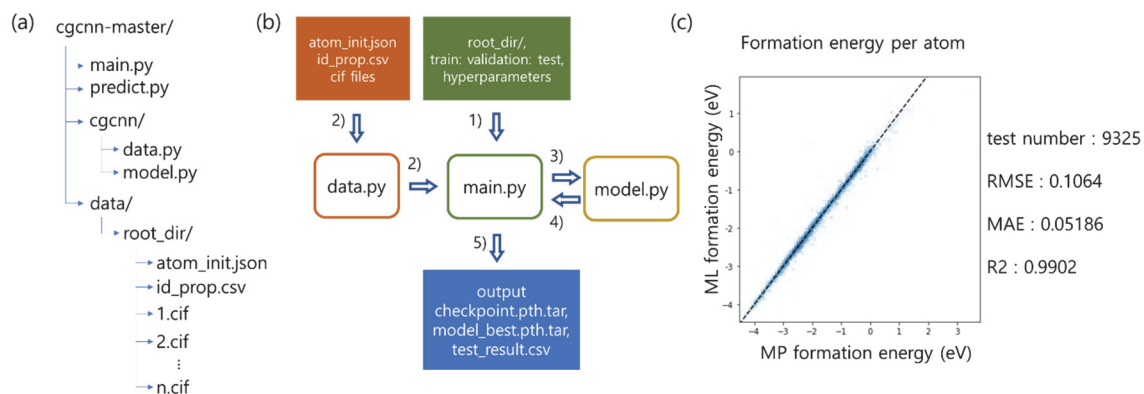 (a)
cgcnn-master/
main.py
predict.py
cgcnn/
data.py
model.py
data/
root_dir/
atom_init.json
id_prop.csv
1.cif
2.cif
⋮
n.cif
(b)
atom_init.json
id_prop.csv
cif files
root_dir/,
train: validation: test,
hyperparameters
2)
1)
data.py
2)
main.py
3)
4)
model.py
5)
output
checkpoint.pth.tar,
model_best.pth.tar,
test_result.csv
(c)
Formation energy per atom
ML formation energy (eV)
1
0
-1
-2
-3
-4
-4
-3
-2
-1
0
1
2
3
MP formation energy (eV)
test number : 9325
RMSE : 0.1064
MAE : 0.05186
R2 : 0.9902